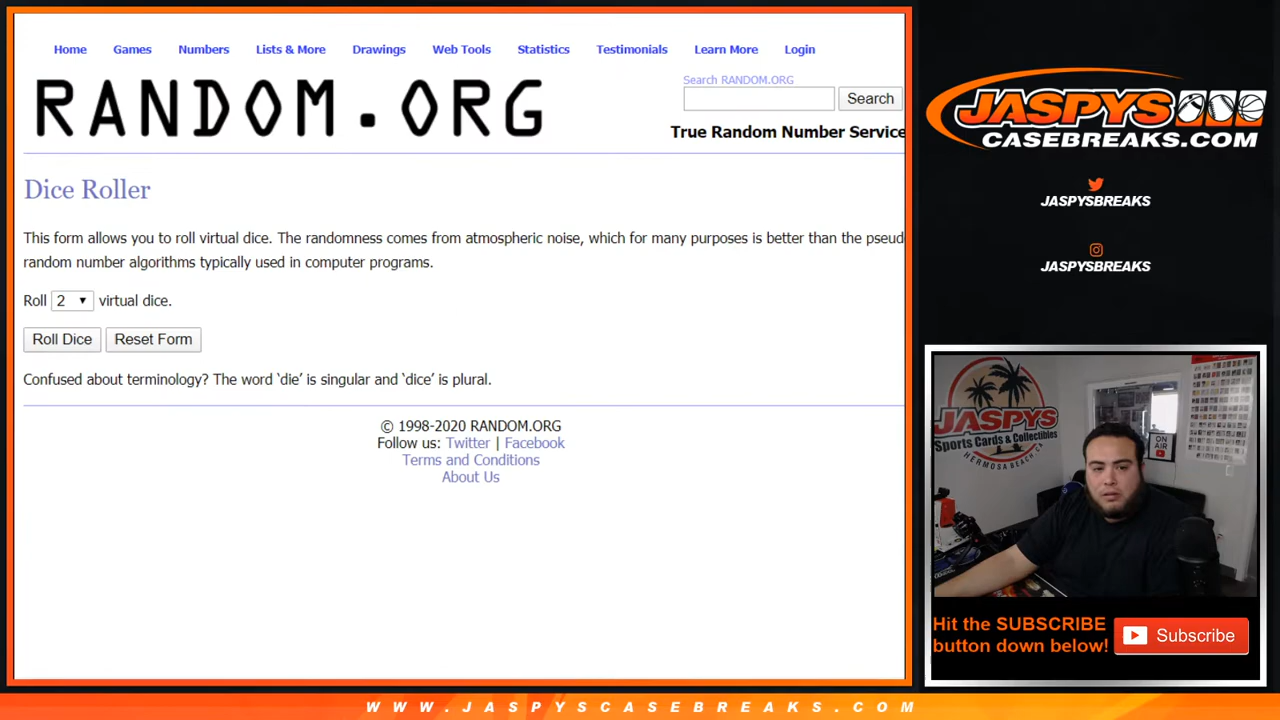 Home Games Numbers Lists & More Drawings Web Tools Statistics Testimonials Learn More Login
RANDOM.ORG
Search RANDOM.ORG
Search
True Random Number Service
Dice Roller
This form allows you to roll virtual dice. The randomness comes from atmospheric noise, which for many purposes is better than the pseud
random number algorithms typically used in computer programs.
Roll 2 virtual dice.
Roll Dice Reset Form
Confused about terminology? The word ‘die’ is singular and ‘dice’ is plural.
© 1998-2020 RANDOM.ORG
Follow us: Twitter | Facebook
Terms and Conditions
About Us
JASPYS
CASEBREAKS.COM
JASPYSBREAKS
JASPYSBREAKS
JASPYS
Sports Cards & Collectibles
HERMOSA BEACH CA
ON
AIR
Hit the SUBSCRIBE
button down below!
Subscribe
WWW.JASPYSCASEBREAKS.COM